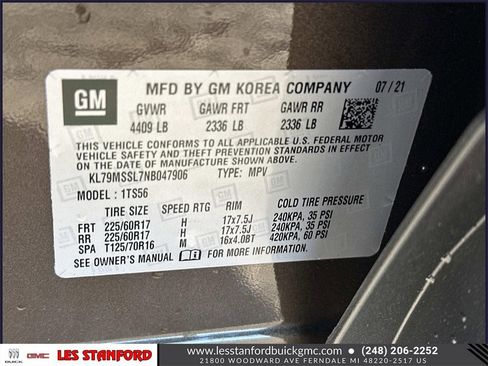 GM
MFD BY GM KOREA COMPANY 07/21
GVWR GAWR FRT GAWR RR
4409 LB 2336 LB 2336 LB
THIS VEHICLE CONFORMS TO ALL APPLICABLE U.S. FEDERAL MOTOR
VEHICLE SAFETY AND THEFT PREVENTION STANDARDS IN EFFECT
ON THE DATE OF MANUFACTURE SHOWN ABOVE.
KL79MSSL7NB047906 TYPE: MPV
MODEL: 1TS56
TIRE SIZE SPEED RTG RIM COLD TIRE PRESSURE
FRT 225/60R17 H 17x7.5J 240KPA, 35 PSI
RR 225/60R17 H 17x7.5J 240KPA, 35 PSI
SPA T125/70R16 M 16x4.0BT 420KPA, 60 PSI
SEE OWNER'S MANUAL FOR MORE INFORMATION.
BUICK GMC LES STANFORD
www.lesstanfordbuickgmc.com (248) 206-2252
21800 WOODWARD AVE FERNDALE MI 48220-2517 US